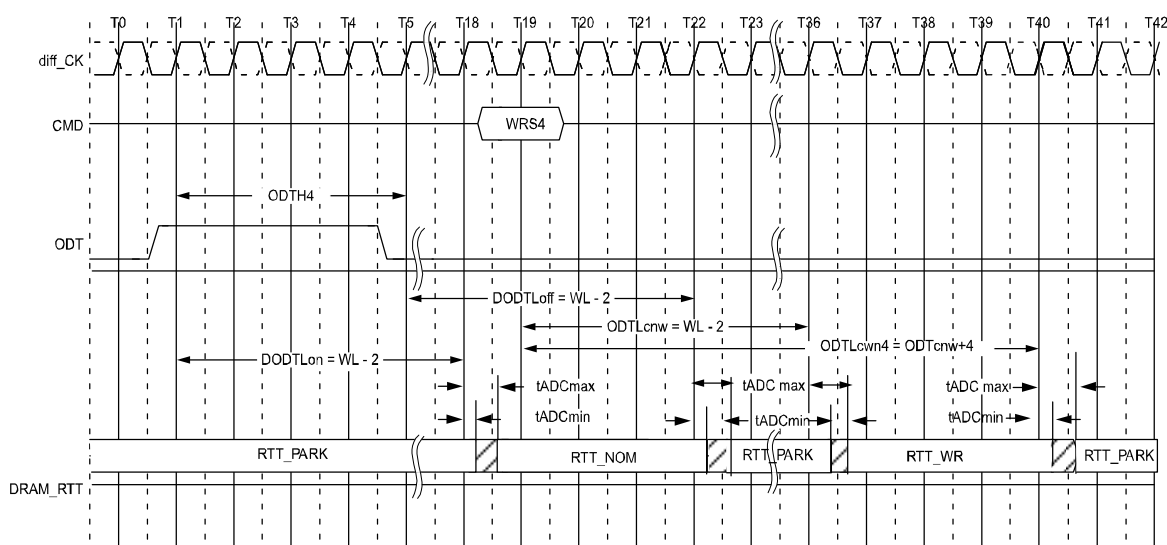 T0 T1 T2 T3 T4 T5 T18 T19 T20 T21 T22 T23 T36 T37 T38 T39 T40 T41 T42
diff_CK
CMD
WRS4
ODTH4
ODT
DODTLoff = WL - 2
ODTLcnw = WL - 2
ODTLcwn4 = ODTcnw+4
DODTLon = WL - 2
tADCmax tADC max tADC max
tADCmin tADCmin tADCmin
RTT_PARK RTT_NOM RTT_PARK RTT_WR RTT_PARK
DRAM_RTT